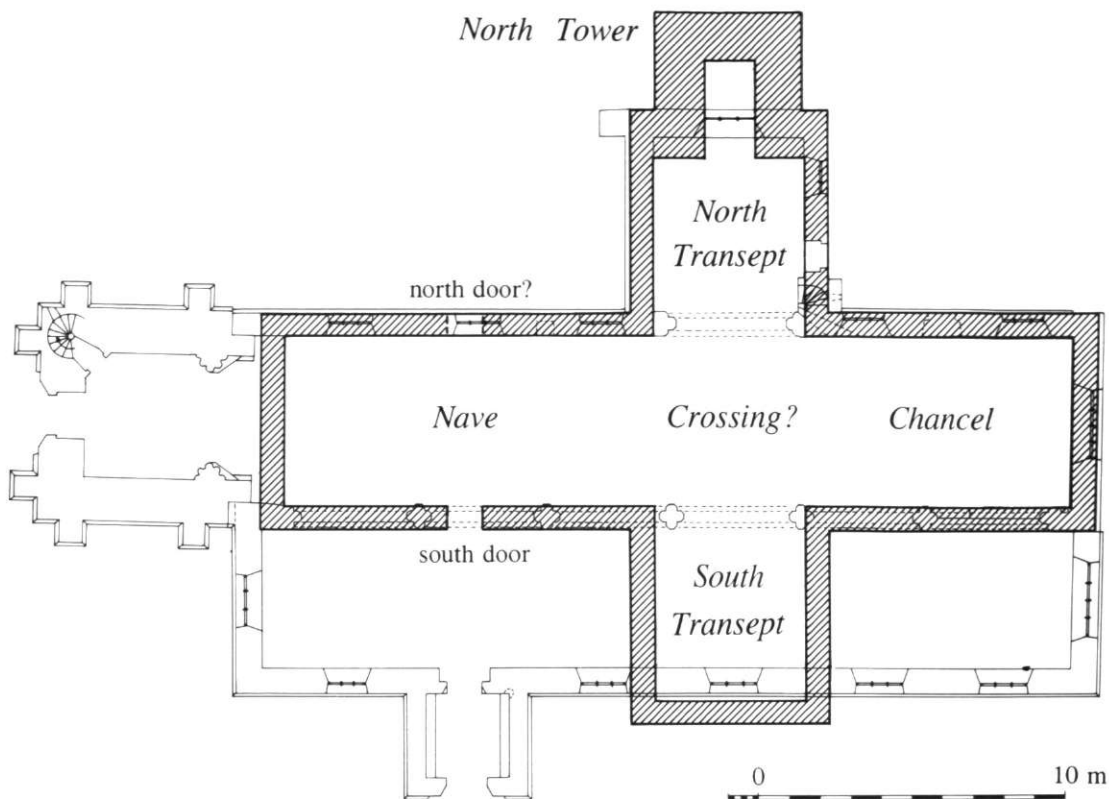 North Tower
North
Transept
north door?
Nave
Crossing?
Chancel
south door
South
Transept
0
10 m